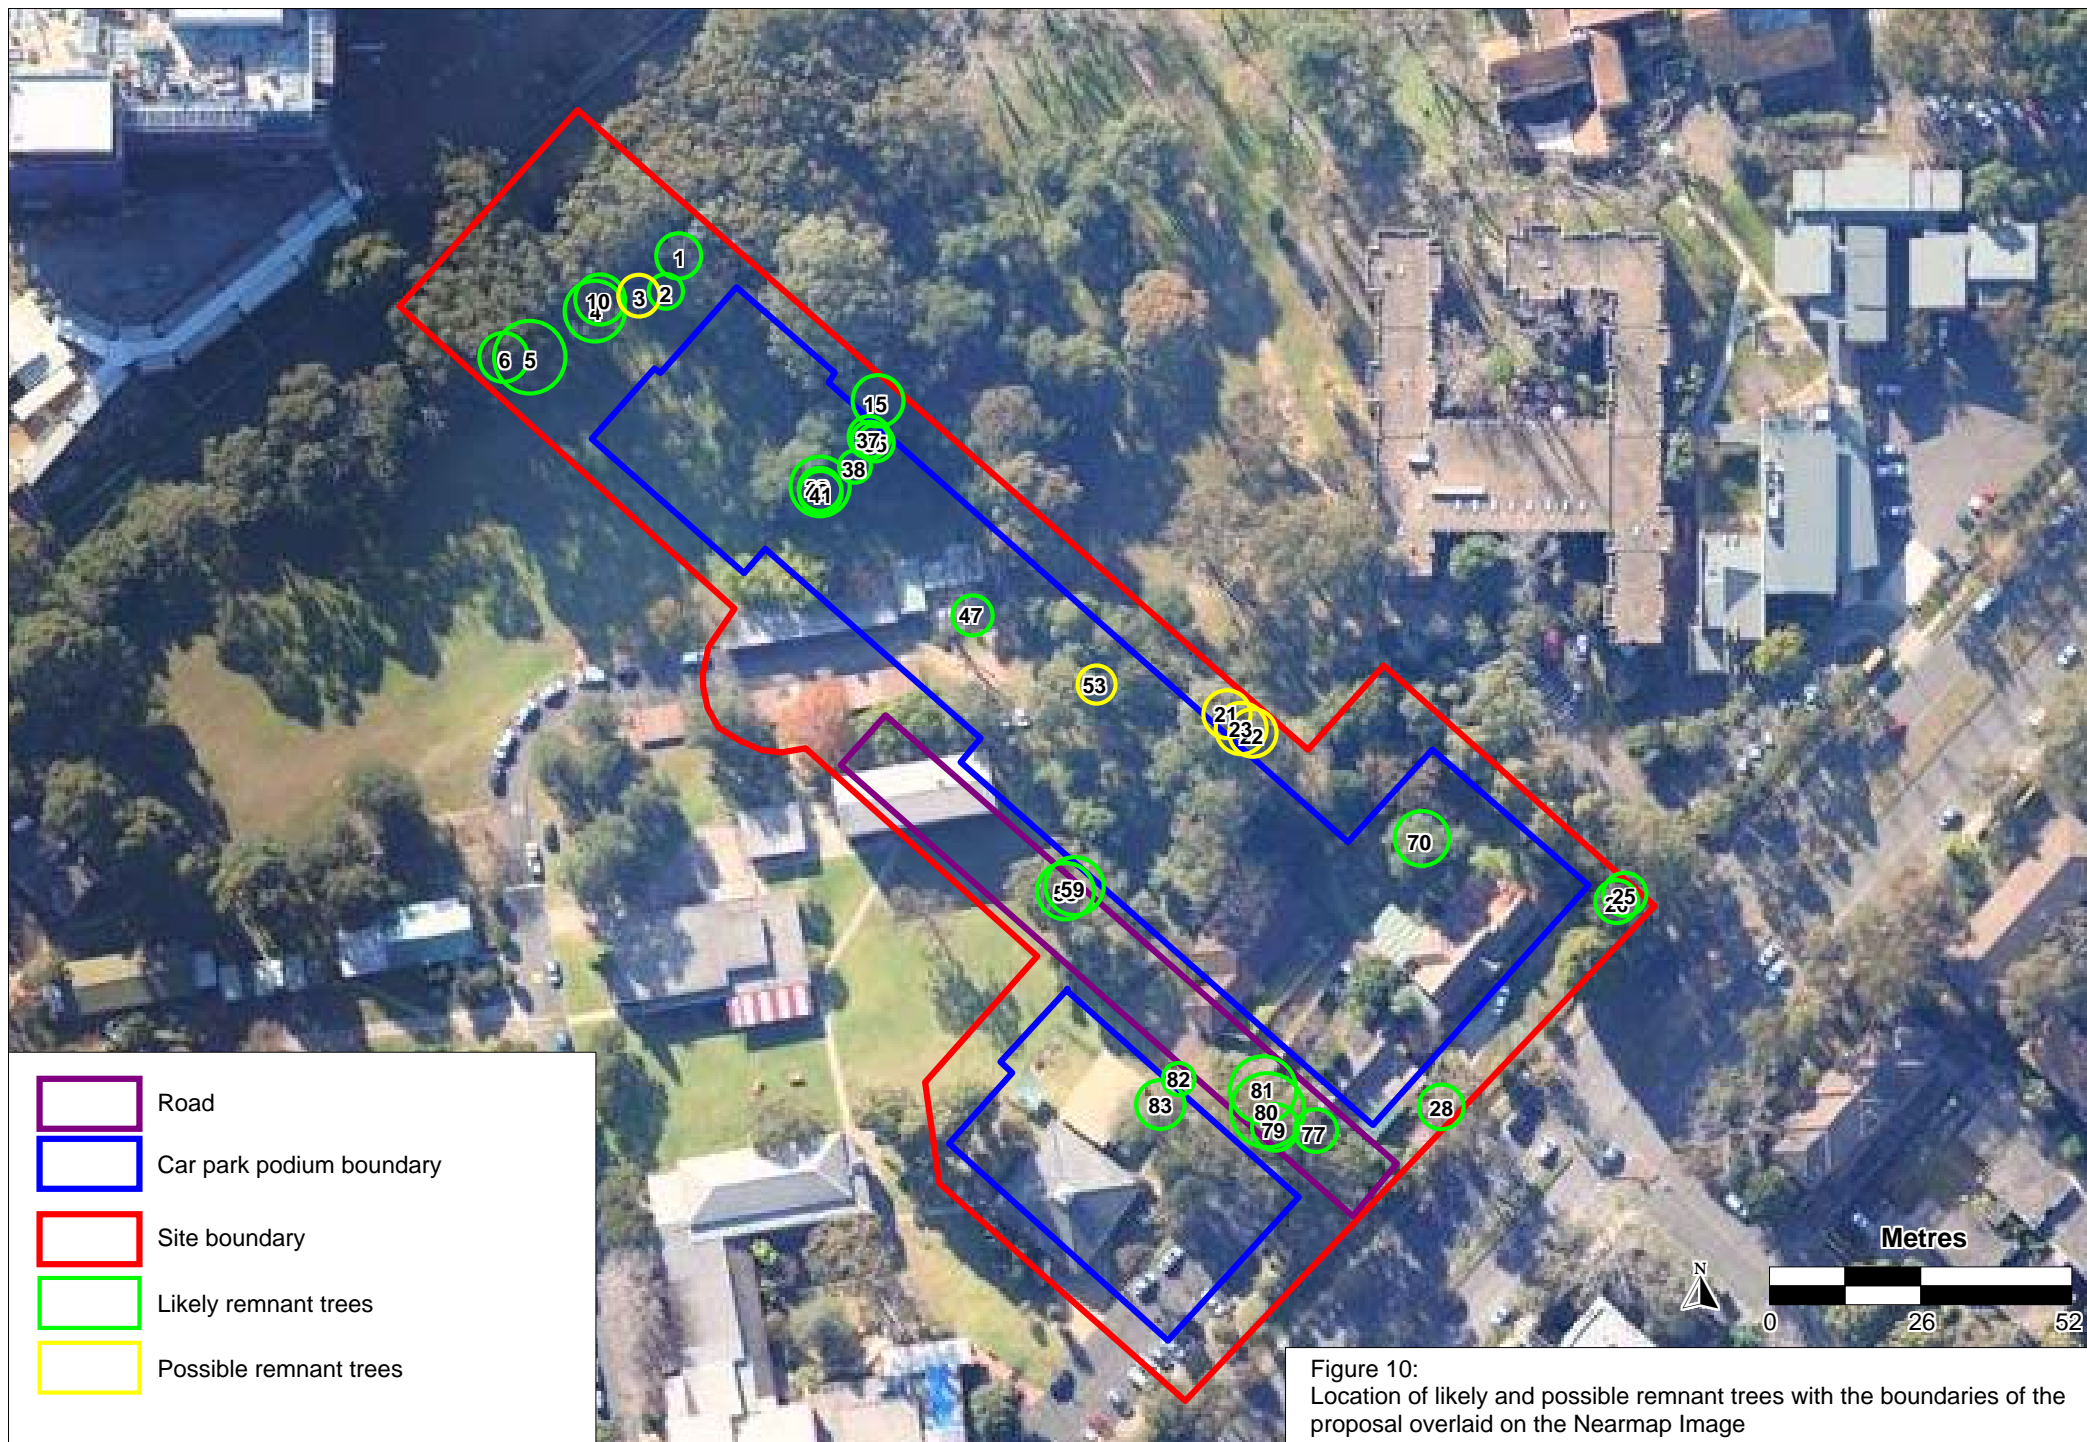 1
2
3
10
4
6
5
15
37
38
41
47
53
21
23
22
70
59
25
82
81
83
80
79
77
28
Road
Car park podium boundary
Site boundary
Likely remnant trees
Possible remnant trees
Metres
N
0 26 52
Figure 10:
Location of likely and possible remnant trees with the boundaries of the
proposal overlaid on the Nearmap Image